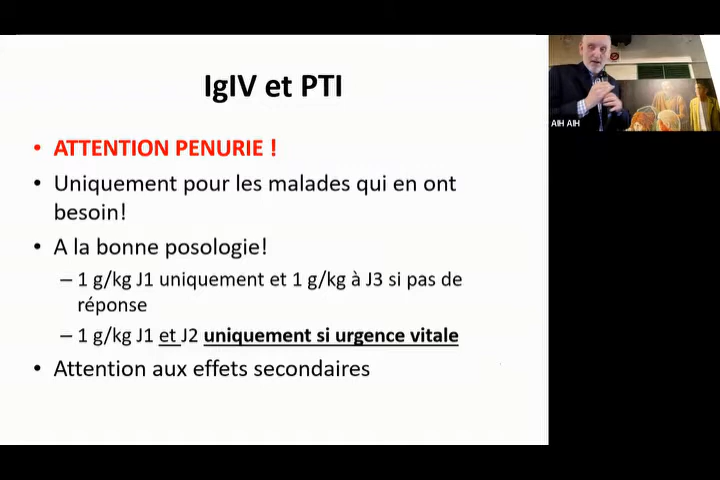 IgIV et PTI
• ATTENTION PENURIE !
• Uniquement pour les malades qui en ont
besoin!
• A la bonne posologie!
– 1 g/kg J1 uniquement et 1 g/kg à J3 si pas de
réponse
– 1 g/kg J1 et J2 uniquement si urgence vitale
• Attention aux effets secondaires
AIH AIH